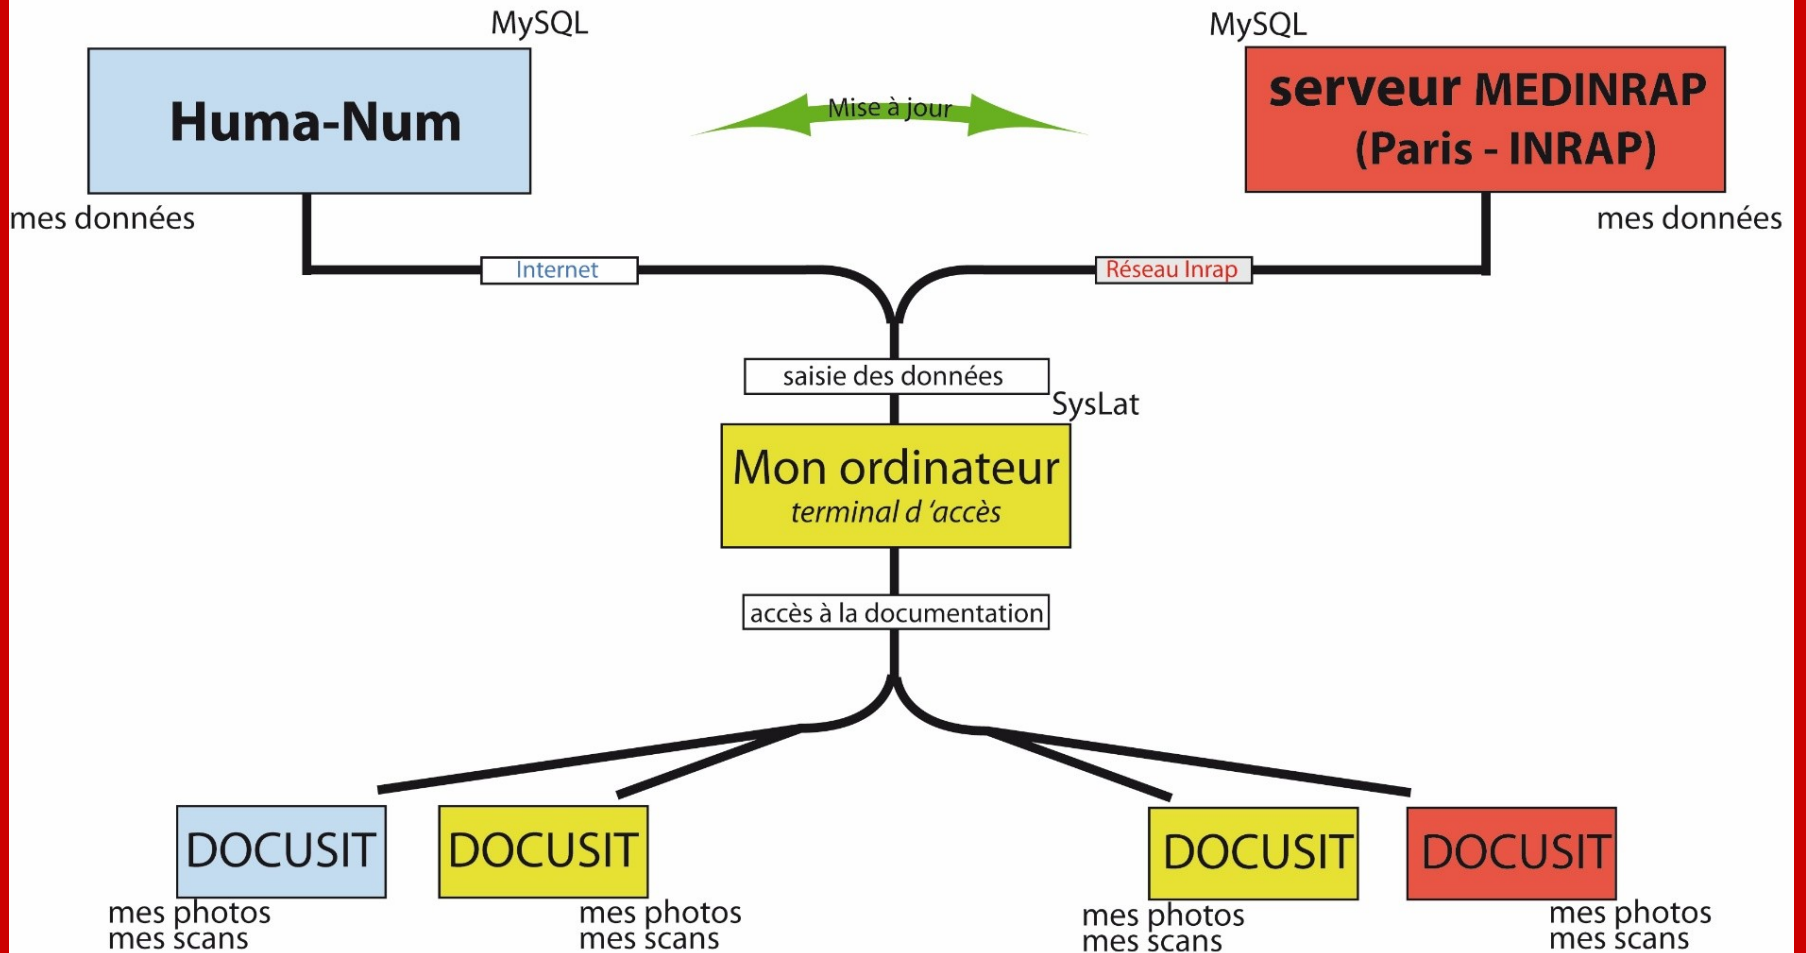 MySQL
MySQL
Huma-Num
Mise à jour
serveur MEDINRAP
(Paris - INRAP)
mes données
mes données
Internet
Réseau Inrap
saisie des données
SysLat
Mon ordinateur
terminal d ‘accès
accès à la documentation
DOCUSIT
DOCUSIT
DOCUSIT
DOCUSIT
mes photos
mes scans
mes photos
mes scans
mes photos
mes scans
mes photos
mes scans